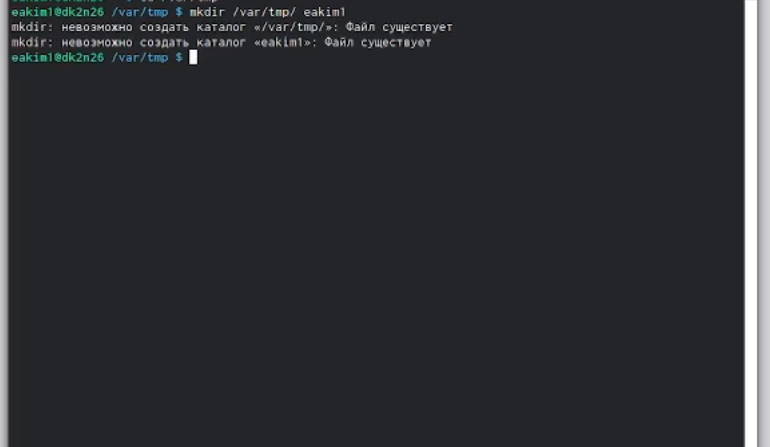 eakim1@dk2n26 /var/tmp $ mkdir /var/tmp/ eakim1
mkdir: невозможно создать каталог «/var/tmp/»: Файл существует
mkdir: невозможно создать каталог «eakim1»: Файл существует
eakim1@dk2n26 /var/tmp $